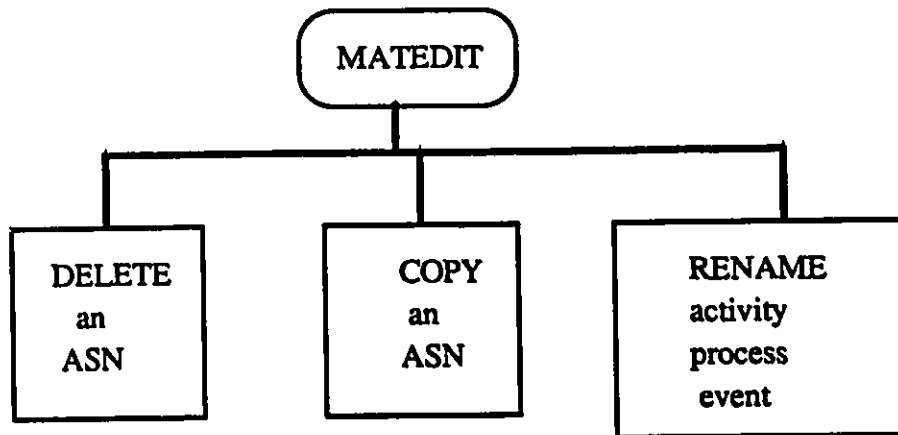 MATEDIT
DELETE
an
ASN
COPY
an
ASN
RENAME
activity
process
event